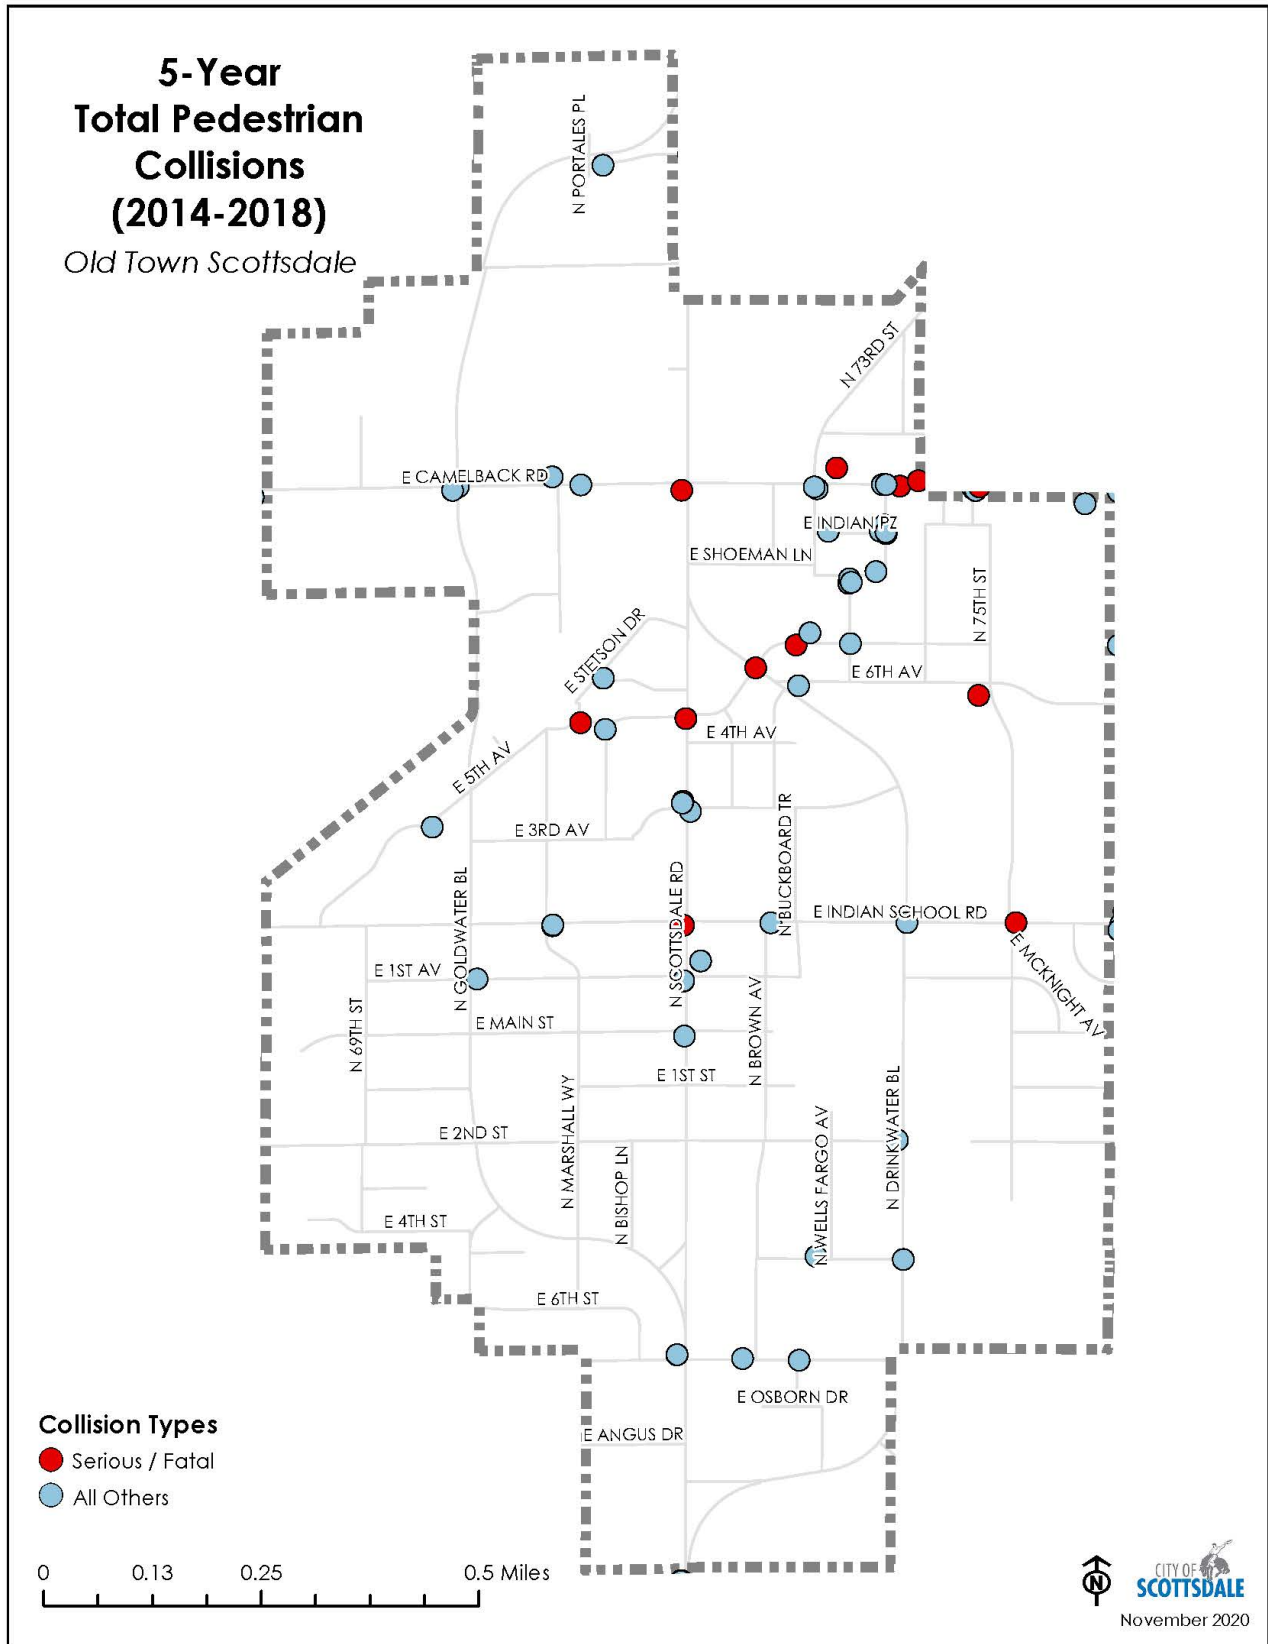 5-Year
Total Pedestrian
Collisions
(2014-2018)
Old Town Scottsdale
N PORTALES PL
N 73RD ST
E CAMELBACK RD
E INDIAN PZ
E SHOEMAN LN
N 75TH ST
E STETSON DR
E 6TH AV
E 4TH AV
E 5TH AV
E 3RD AV
N BUCKBOARD TR
N GOLDWATER BL
N SCOTTSDALE RD
E INDIAN SCHOOL RD
E MCKNIGHT AV
E 1ST AV
N 69TH ST
E MAIN ST
N BROWN AV
E 1ST ST
N MARSHALL WY
N DRINKWATER BL
E 2ND ST
N WELLS FARGO AV
N BISHOP LN
E 4TH ST
E 6TH ST
E OSBORN DR
E ANGUS DR
Collision Types
Serious / Fatal
All Others
0 0.13 0.25 0.5 Miles
N
CITY OF
SCOTTSDALE
November 2020